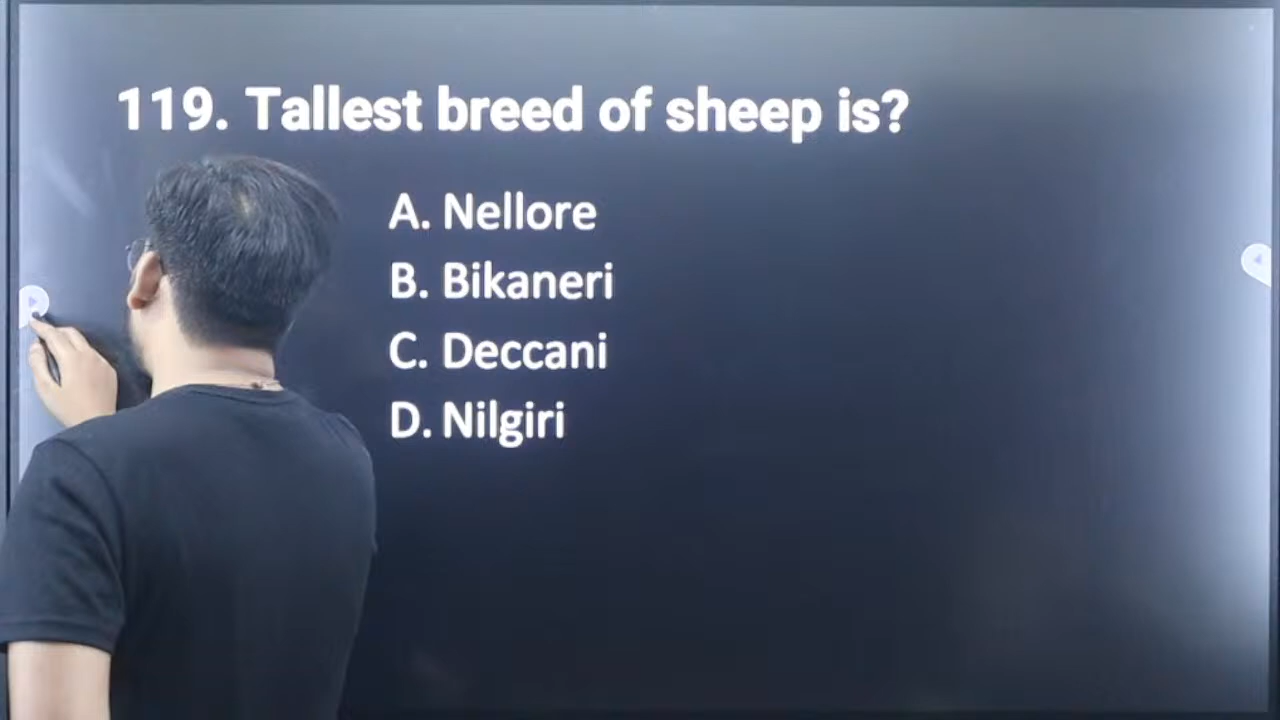 119. Tallest breed of sheep is?
A. Nellore
B. Bikaneri
C. Deccani
D. Nilgiri